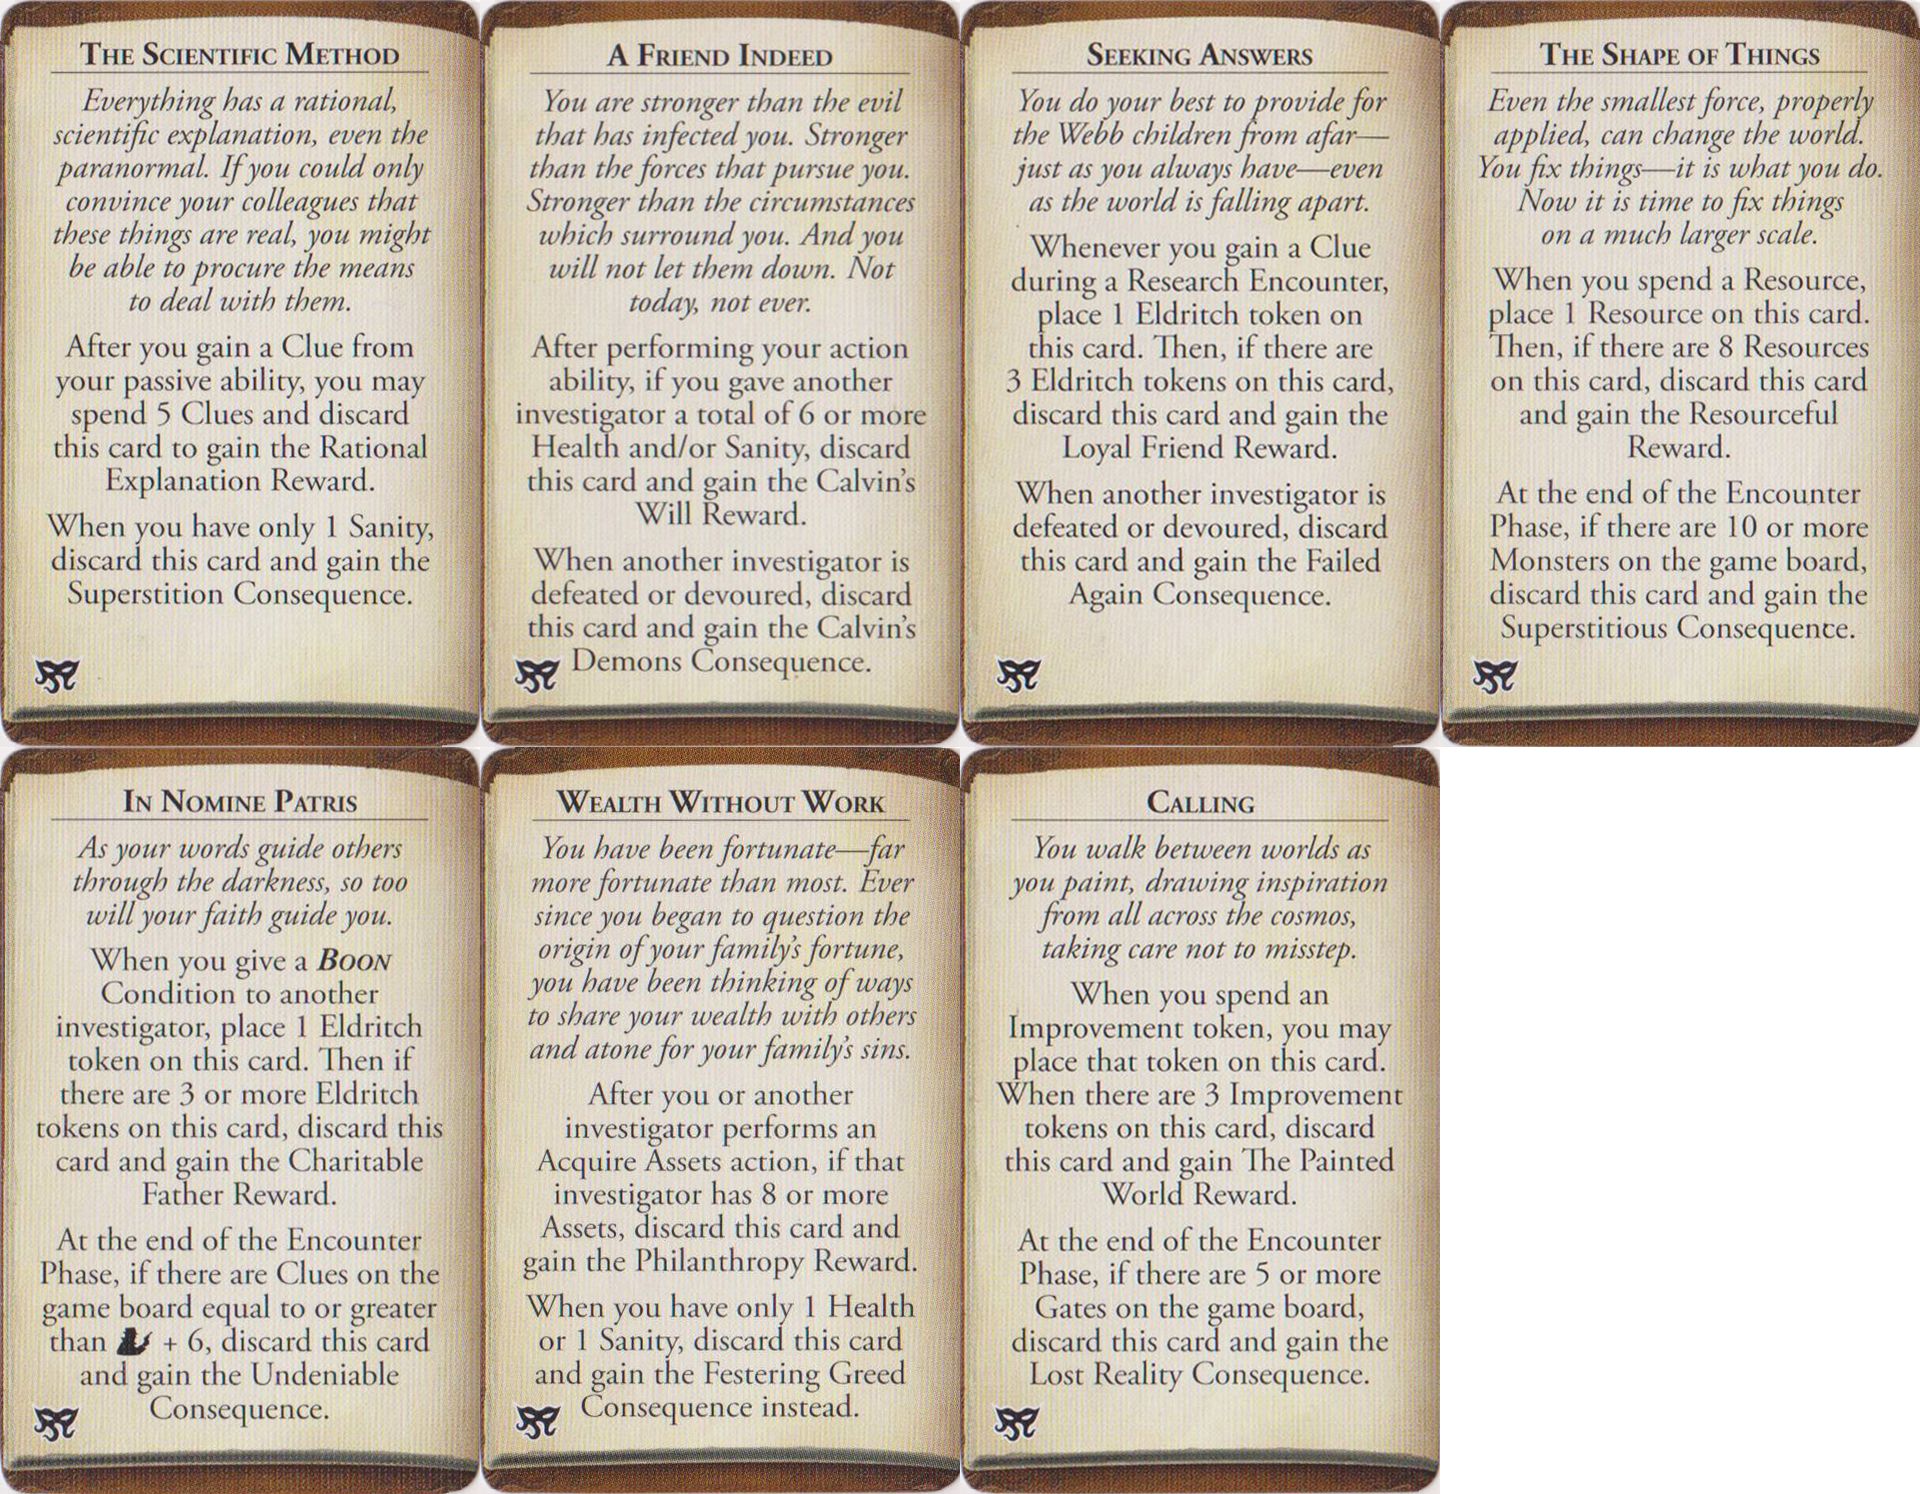 THE SCIENTIFIC METHOD
Everything has a rational,
scientific explanation, even the
paranormal. If you could only
convince your colleagues that
these things are real, you might
be able to procure the means
to deal with them.
After you gain a Clue from
your passive ability, you may
spend 5 Clues and discard
this card to gain the Rational
Explanation Reward.
When you have only 1 Sanity,
discard this card and gain the
Superstition Consequence.
A FRIEND INDEED
You are stronger than the evil
that has infected you. Stronger
than the forces that pursue you.
Stronger than the circumstances
which surround you. And you
will not let them down. Not
today, not ever.
After performing your action
ability, if you gave another
investigator a total of 6 or more
Health and/or Sanity, discard
this card and gain the Calvin's
Will Reward.
When another investigator is
defeated or devoured, discard
this card and gain the Calvin's
Demons Consequence.
SEEKING ANSWERS
You do your best to provide for
the Webb children from afar—
just as you always have—even
as the world is falling apart.
Whenever you gain a Clue
during a Research Encounter,
place 1 Eldritch token on
this card. Then, if there are
3 Eldritch tokens on this card,
discard this card and gain the
Loyal Friend Reward.
When another investigator is
defeated or devoured, discard
this card and gain the Failed
Again Consequence.
THE SHAPE OF THINGS
Even the smallest force, properly
applied, can change the world.
You fix things—it is what you do.
Now it is time to fix things
on a much larger scale.
When you spend a Resource,
place 1 Resource on this card.
Then, if there are 8 Resources
on this card, discard this card
and gain the Resourceful
Reward.
At the end of the Encounter
Phase, if there are 10 or more
Monsters on the game board,
discard this card and gain the
Superstitious Consequence.
IN NOMINE PATRIS
As your words guide others
through the darkness, so too
will your faith guide you.
When you give a BOON
Condition to another
investigator, place 1 Eldritch
token on this card. Then if
there are 3 or more Eldritch
tokens on this card, discard this
card and gain the Charitable
Father Reward.
At the end of the Encounter
Phase, if there are Clues on the
game board equal to or greater
than + 6, discard this card
and gain the Undeniable
Consequence.
WEALTH WITHOUT WORK
You have been fortunate—far
more fortunate than most. Ever
since you began to question the
origin of your family's fortune,
you have been thinking of ways
to share your wealth with others
and atone for your family's sins.
After you or another
investigator performs an
Acquire Assets action, if that
investigator has 8 or more
Assets, discard this card and
gain the Philanthropy Reward.
When you have only 1 Health
or 1 Sanity, discard this card
and gain the Festering Greed
Consequence instead.
CALLING
You walk between worlds as
you paint, drawing inspiration
from all across the cosmos,
taking care not to misstep.
When you spend an
Improvement token, you may
place that token on this card.
When there are 3 Improvement
tokens on this card, discard
this card and gain The Painted
World Reward.
At the end of the Encounter
Phase, if there are 5 or more
Gates on the game board,
discard this card and gain the
Lost Reality Consequence.